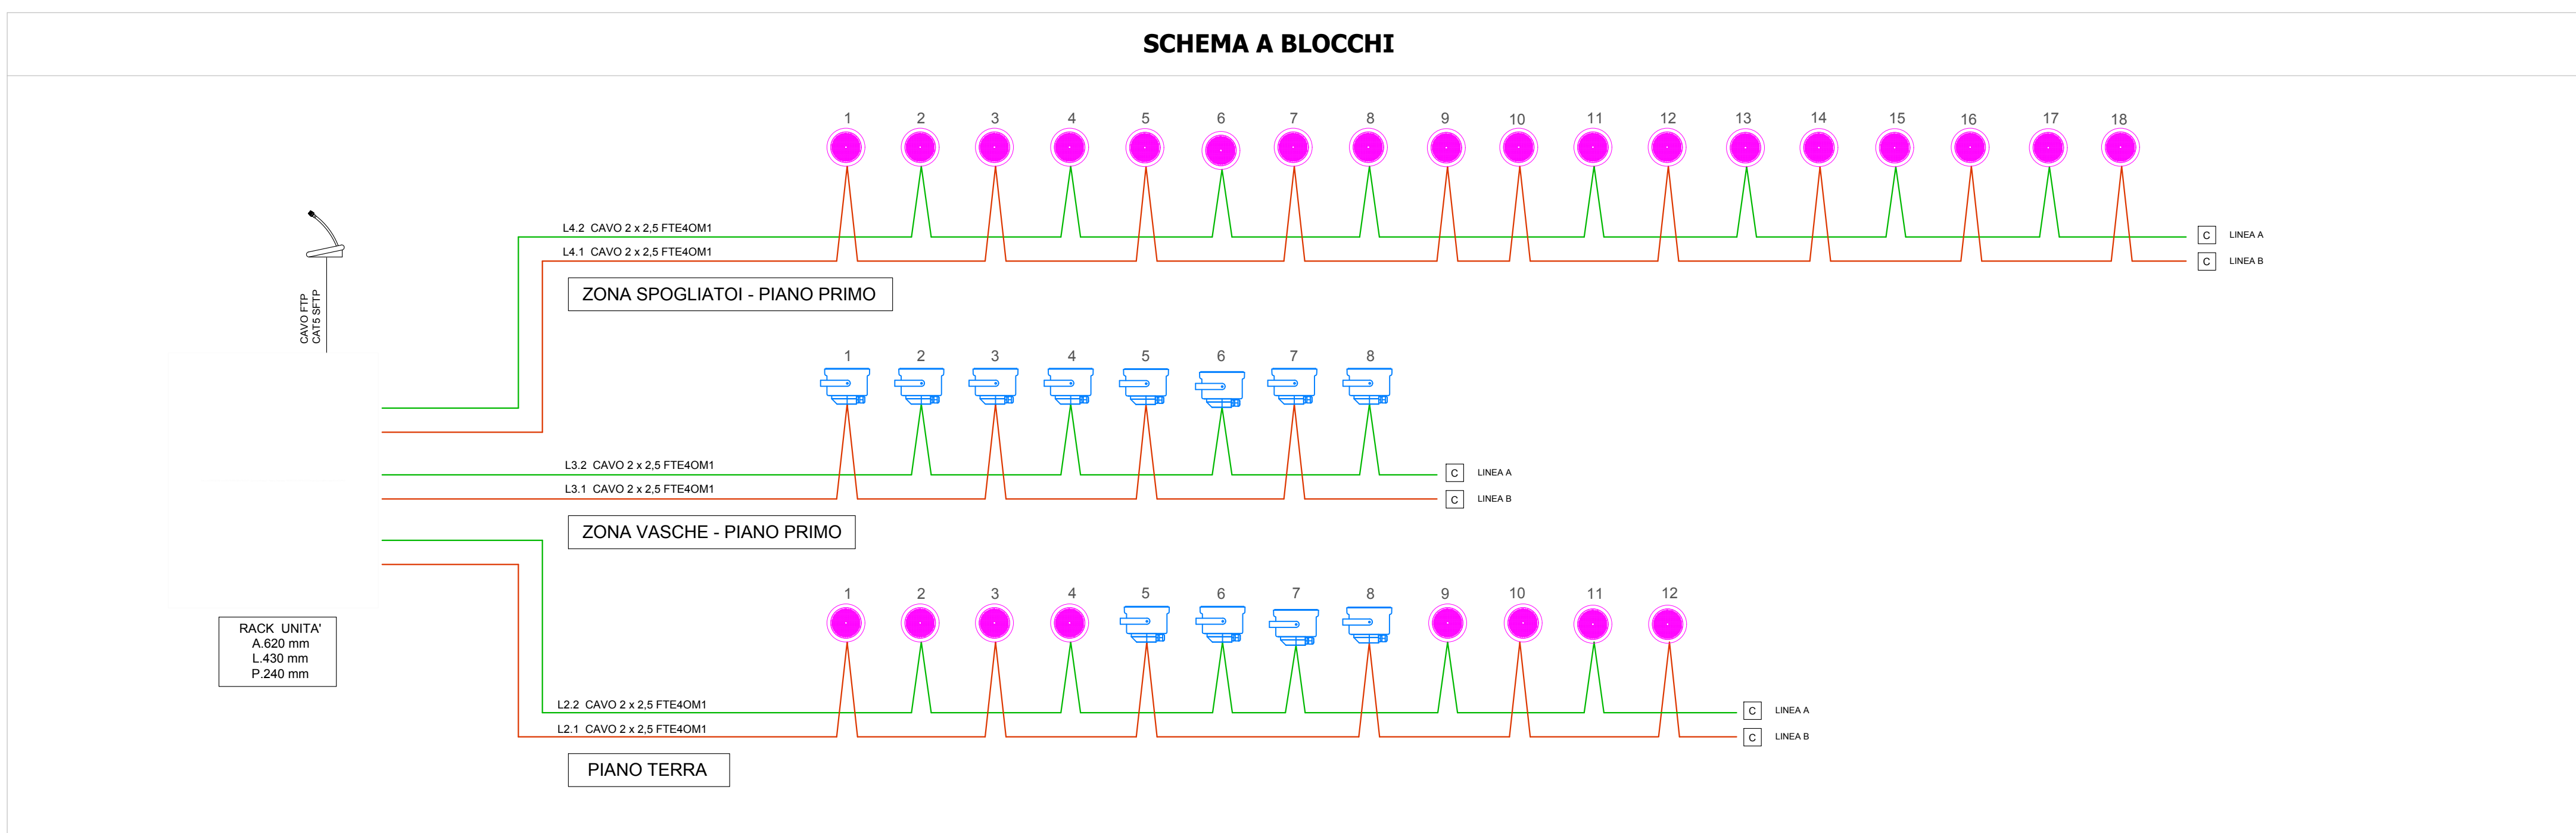 SCHEMA A BLOCCHI
1 2 3 4 5 6 7 8 9 10 11 12 13 14 15 16 17 18
L4.2 CAVO 2 x 2,5 FTE4OM1
C LINEA A
L4.1 CAVO 2 x 2,5 FTE4OM1
C LINEA B
ZONA SPOGLIATOI - PIANO PRIMO
CAVO FTP
CAT5 SFTP
1 2 3 4 5 6 7 8
L3.2 CAVO 2 x 2,5 FTE4OM1
C LINEA A
L3.1 CAVO 2 x 2,5 FTE4OM1
C LINEA B
ZONA VASCHE - PIANO PRIMO
1 2 3 4 5 6 7 8 9 10 11 12
RACK UNITA'
A.620 mm
L.430 mm
P.240 mm
L2.2 CAVO 2 x 2,5 FTE4OM1
C LINEA A
L2.1 CAVO 2 x 2,5 FTE4OM1
C LINEA B
PIANO TERRA